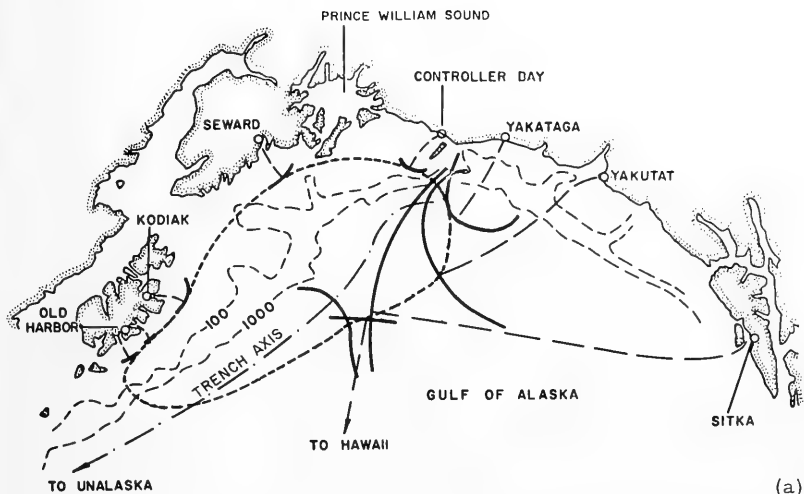 PRINCE WILLIAM SOUND
CONTROLLER DAY
SEWARD
YAKATAGA
YAKUTAT
KODIAK
OLD
HARBOR
100
1000
TRENCH AXIS
GULF OF ALASKA
SITKA
TO HAWAII
TO UNALASKA
(a)